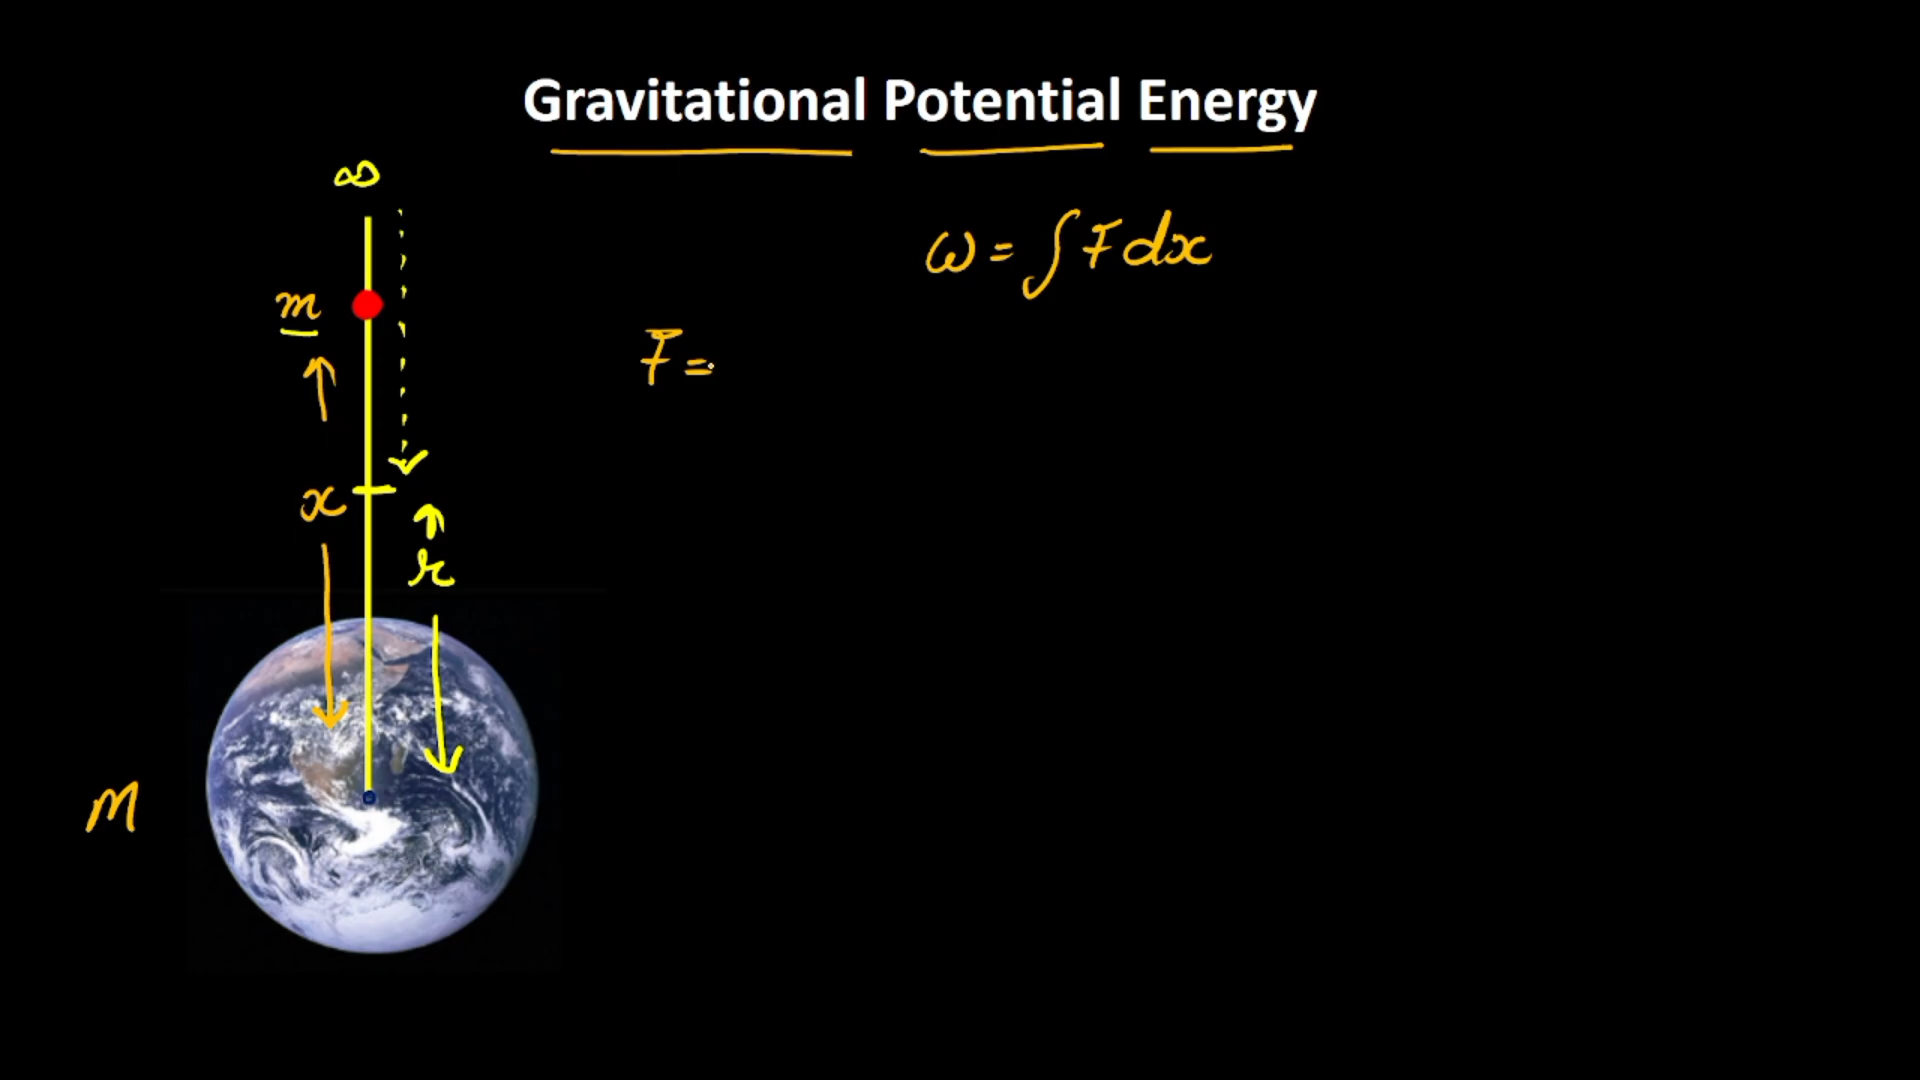 Gravitational Potential Energy
∞
ω = ∫ F dx
m
F =
x
r
M